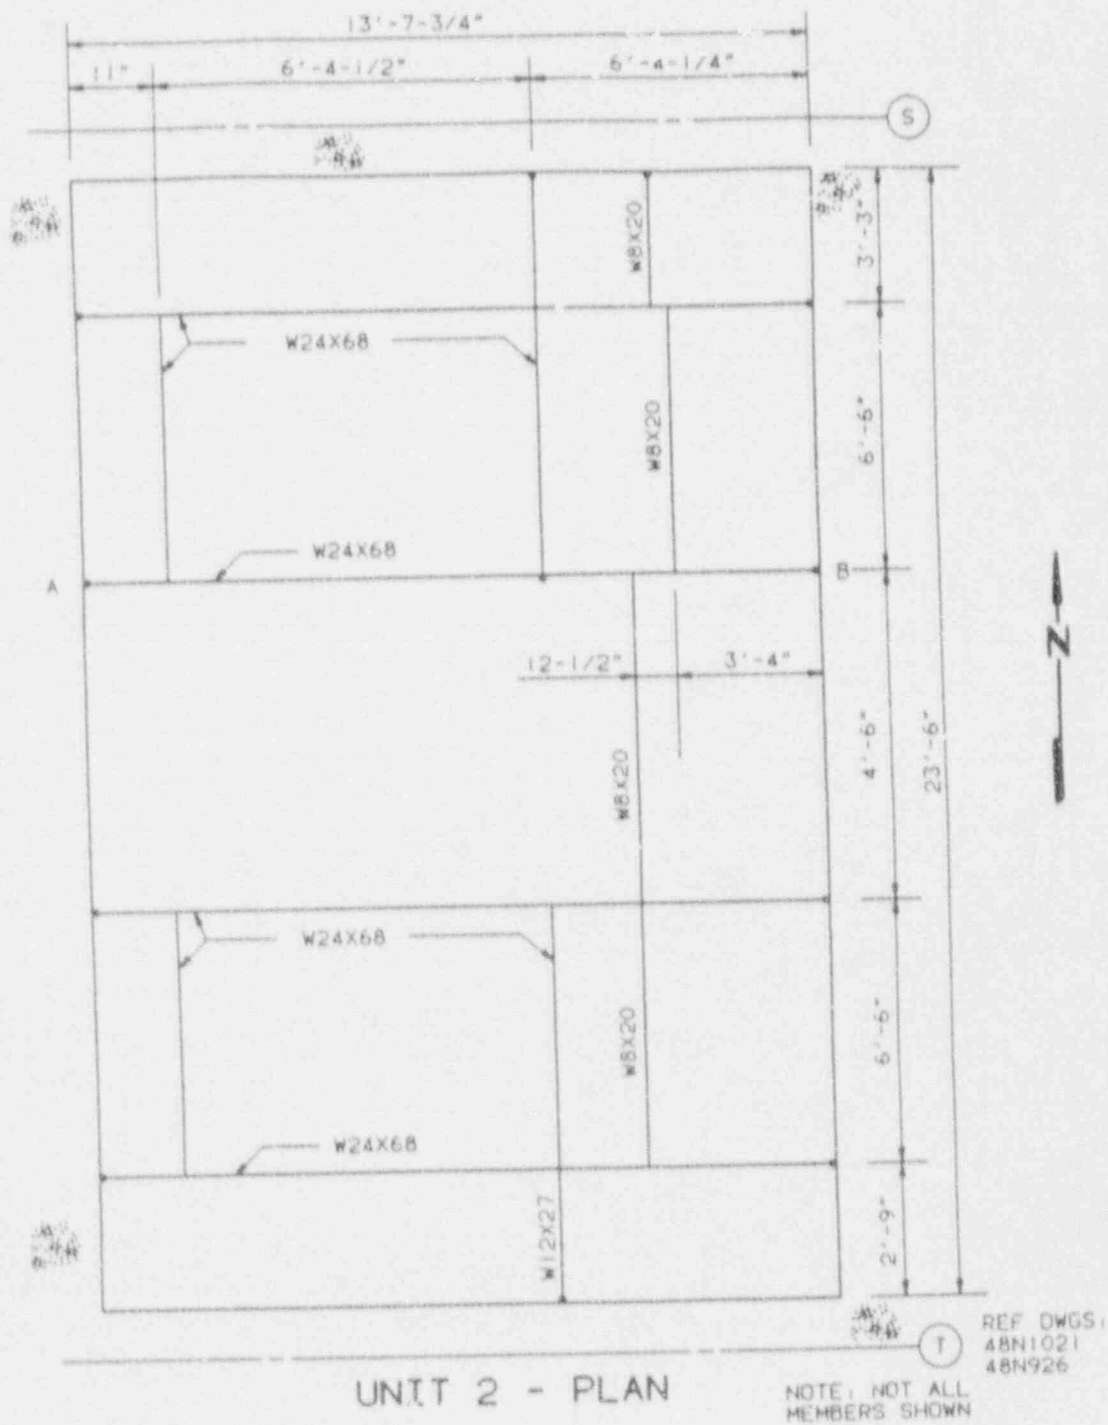 13'-7-3/4"
11" 6'-4-1/2" 6'-4-1/4"
S
W8X20
3'-3"
W24X68
W8X20
6'-6"
W24X68
A B
N
12-1/2" 3'-4"
W8X20
4'-6"
23'-6"
W24X68
W8X20
6'-6"
W24X68
W12X27
2'-9"
T
REF DWGS:
48N1021
48N926
UNIT 2 - PLAN
NOTE: NOT ALL
MEMBERS SHOWN